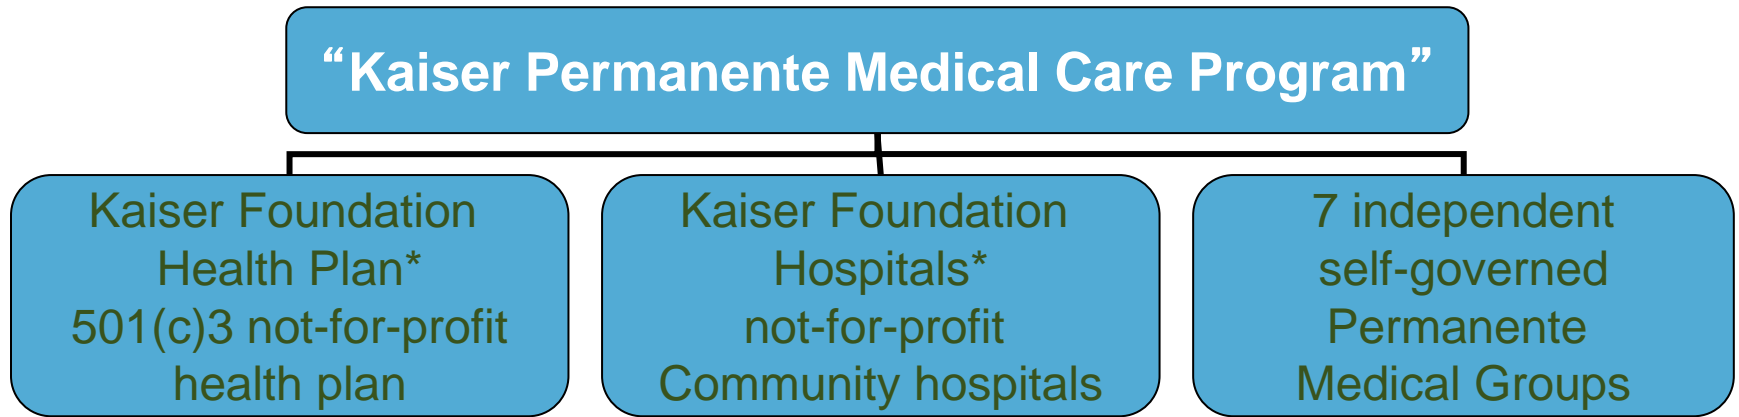 “Kaiser Permanente Medical Care Program”
Kaiser Foundation
Health Plan*
501(c)3 not-for-profit
health plan
Kaiser Foundation
Hospitals*
not-for-profit
Community hospitals
7 independent
self-governed
Permanente
Medical Groups